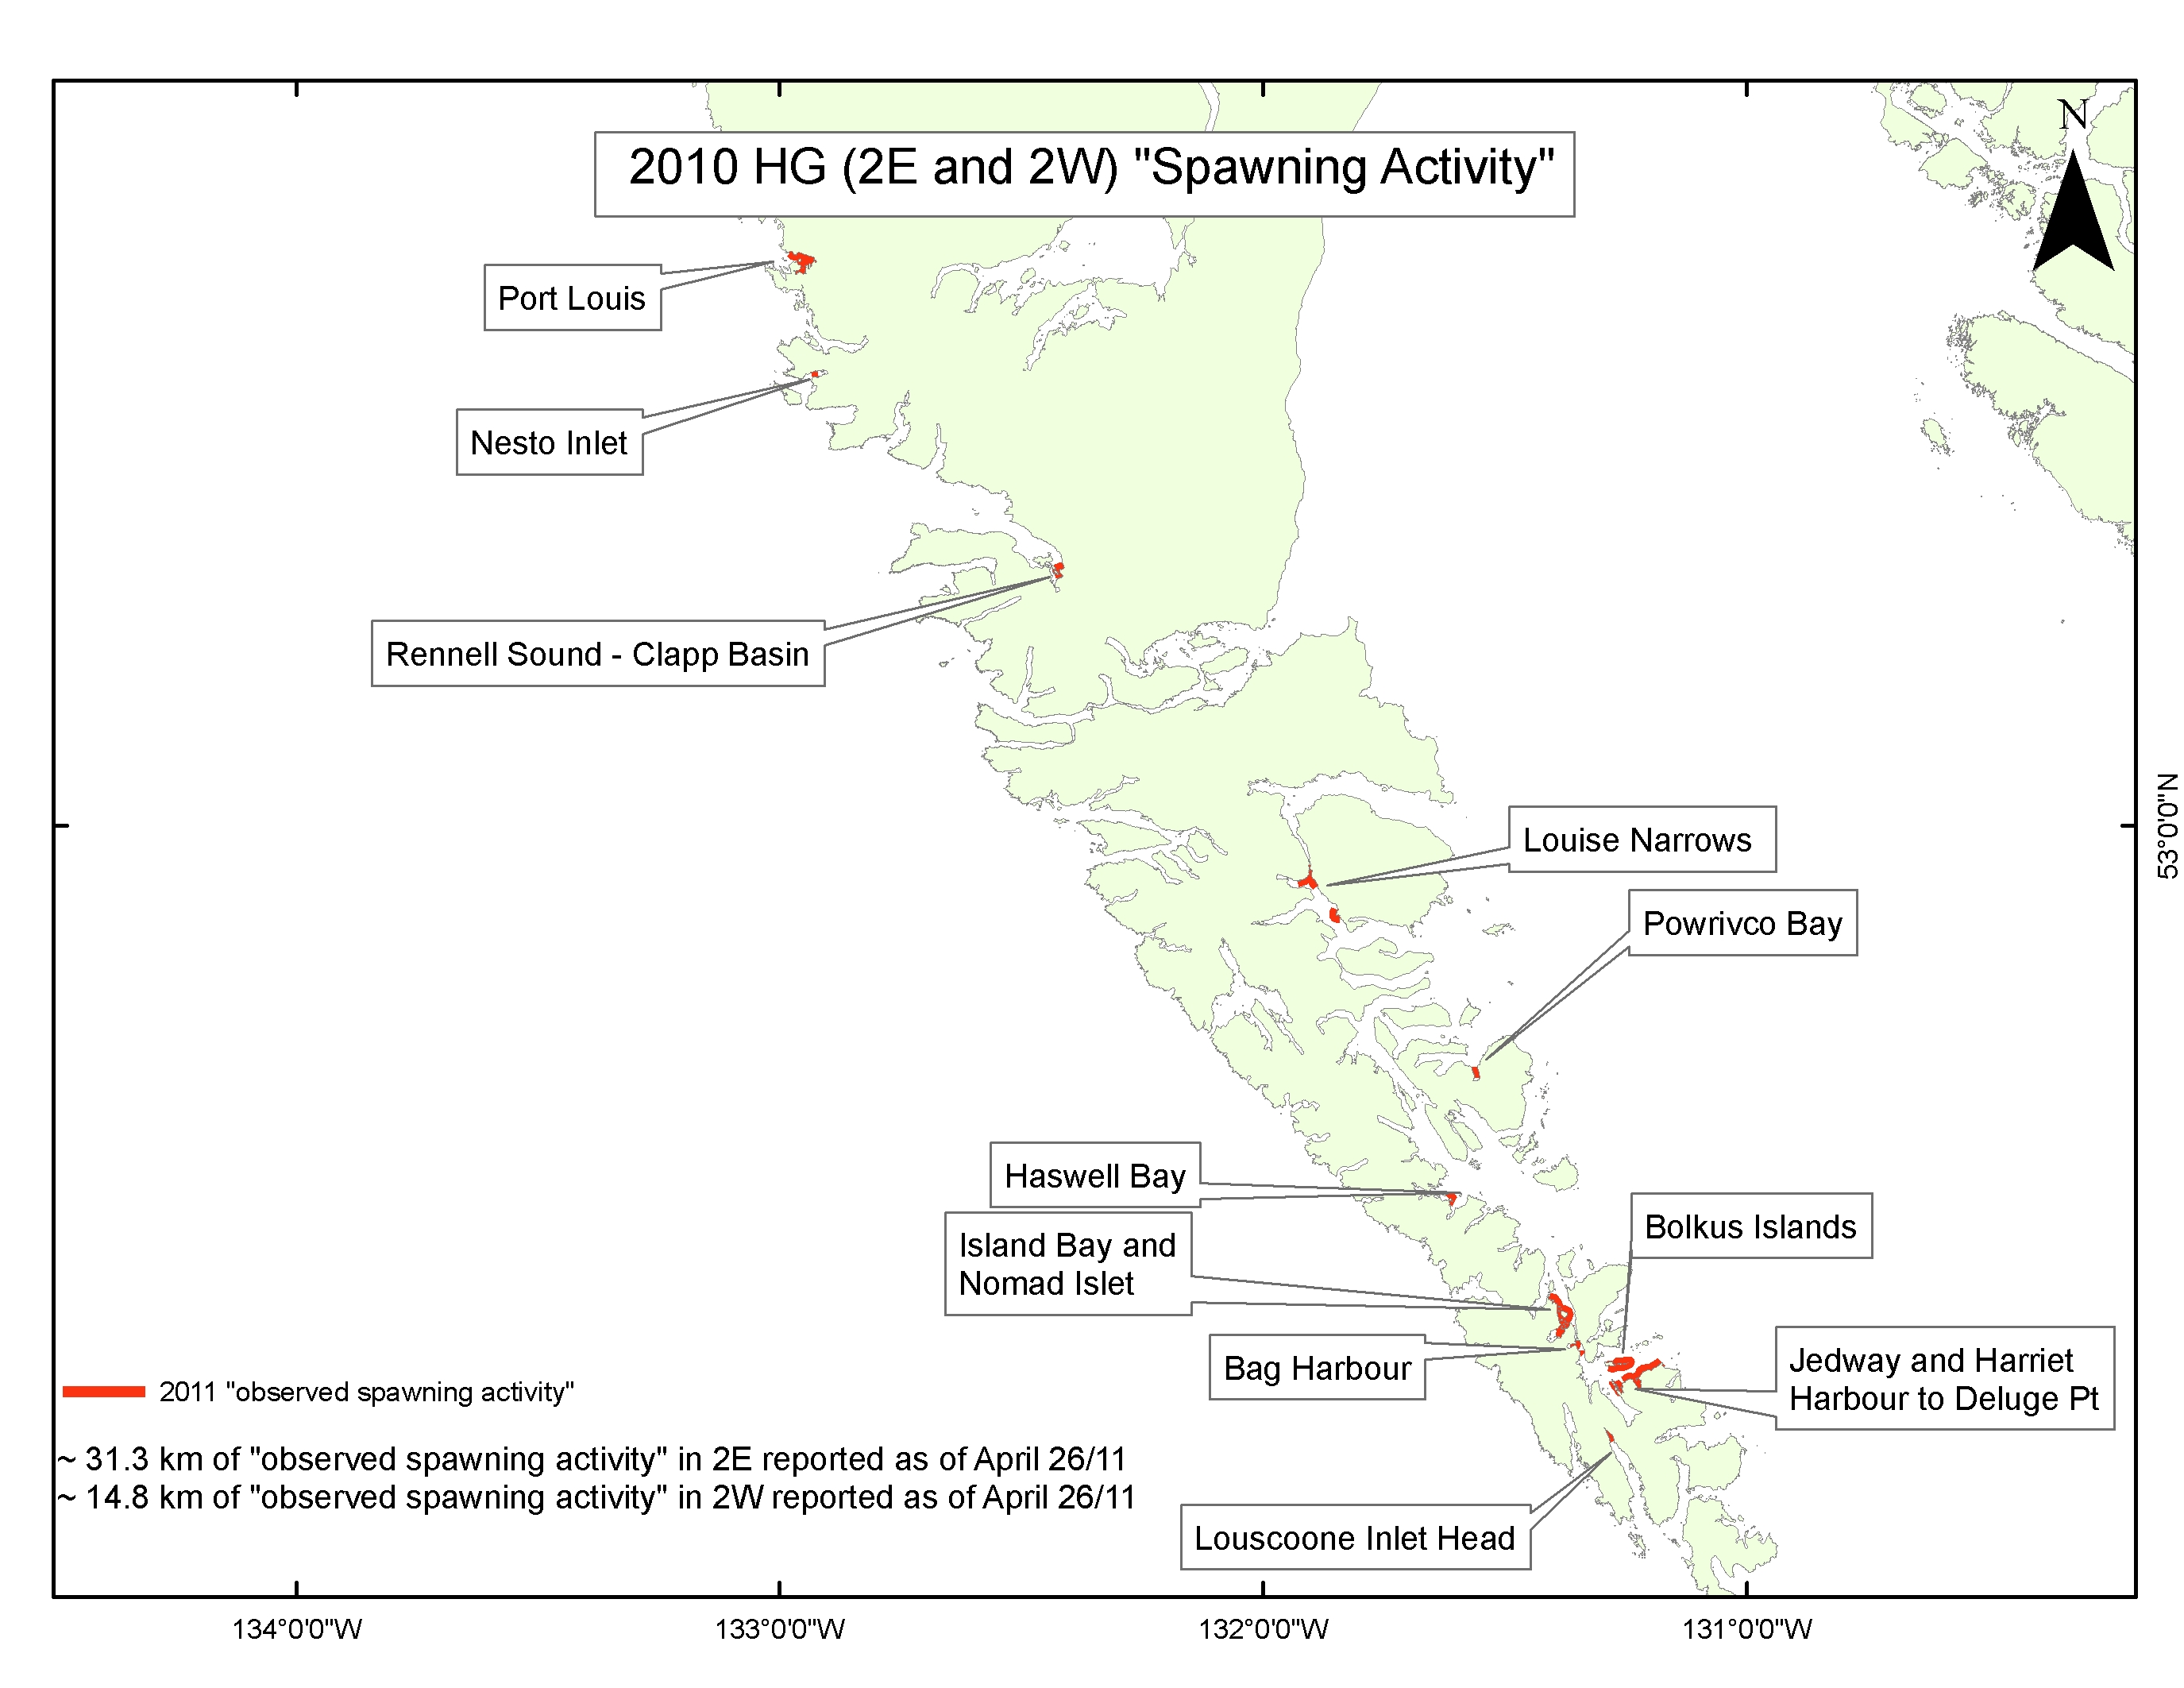 N
2010 HG (2E and 2W) "Spawning Activity"
Port Louis
Nesto Inlet
Rennell Sound - Clapp Basin
53°0'0"N
Louise Narrows
Powrivco Bay
Haswell Bay
Bolkus Islands
Island Bay and
Nomad Islet
Bag Harbour
Jedway and Harriet
Harbour to Deluge Pt
2011 "observed spawning activity"
~ 31.3 km of "observed spawning activity" in 2E reported as of April 26/11
~ 14.8 km of "observed spawning activity" in 2W reported as of April 26/11
Louscoone Inlet Head
134°0'0"W
133°0'0"W
132°0'0"W
131°0'0"W